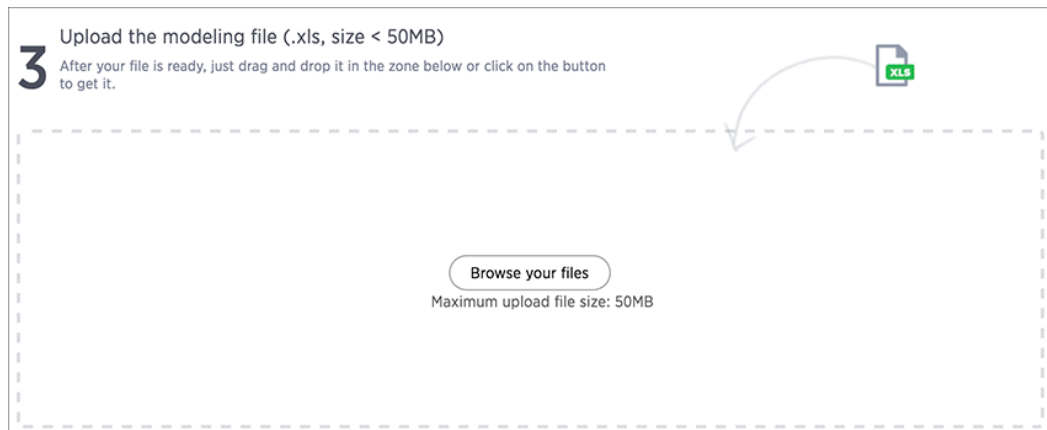 3
Upload the modeling file (.xls, size < 50MB)
After your file is ready, just drag and drop it in the zone below or click on the button
to get it.
XLS
Browse your files
Maximum upload file size: 50MB